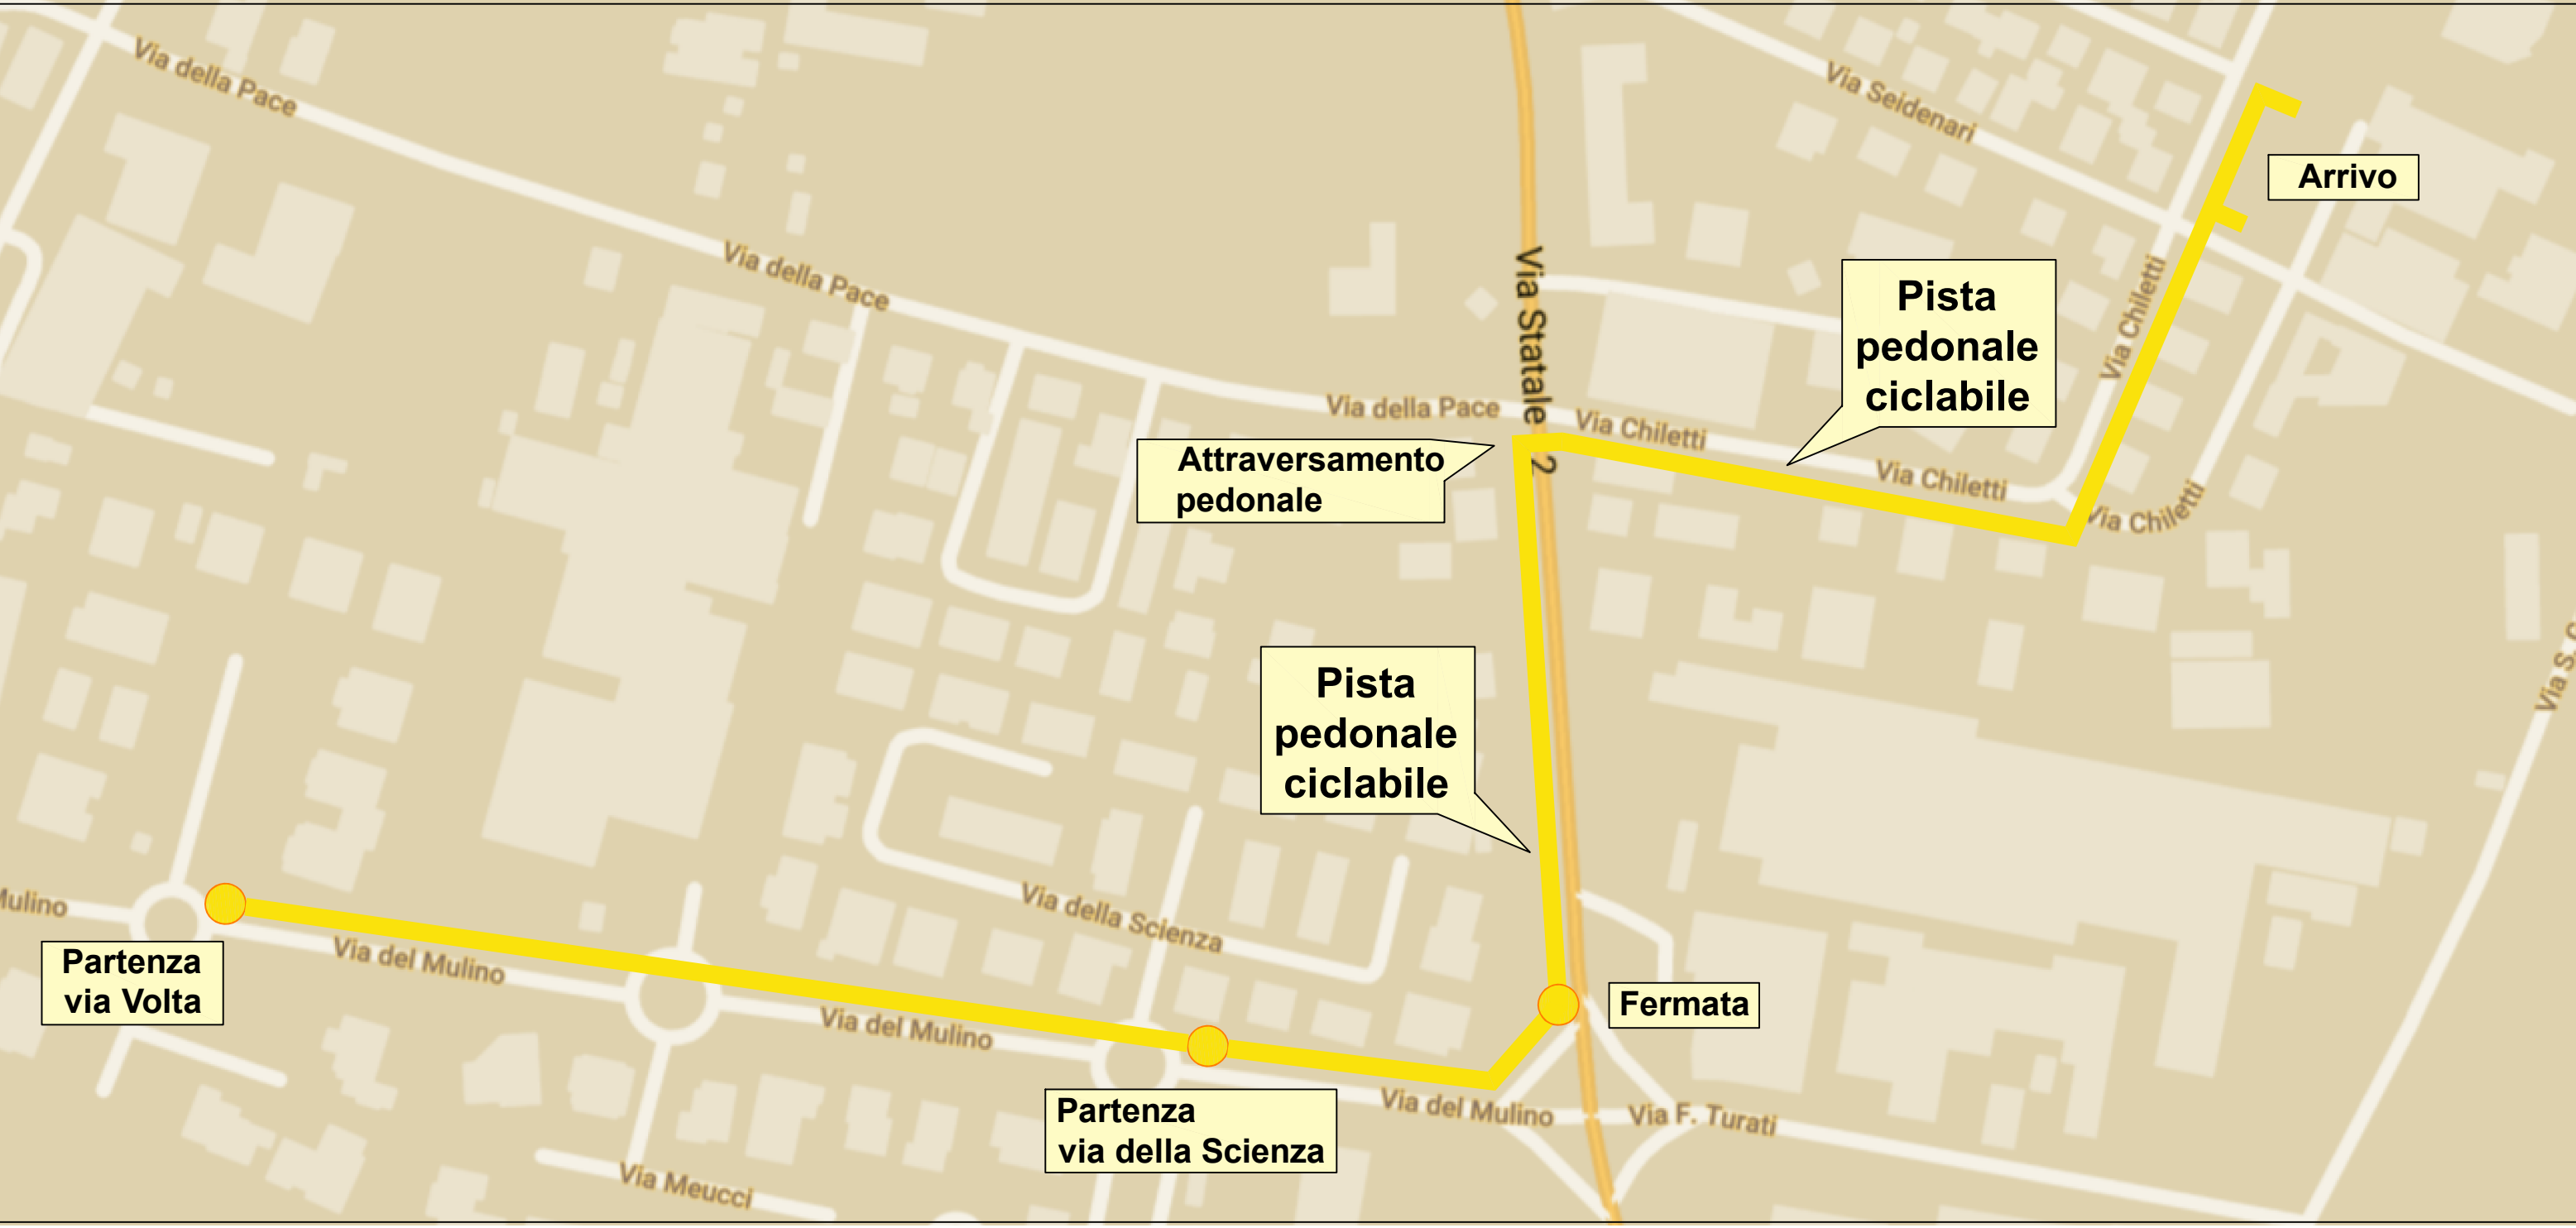 Via della Pace
Via Seidenari
Arrivo
Via della Pace
Via Statale 12
Via Chiletti
Pista
pedonale
ciclabile
Via della Pace
Via Chiletti
Attraversamento
pedonale
Via Chiletti
Via Chiletti
Pista
pedonale
ciclabile
Via S.
Mulino
Via della Scienza
Partenza
via Volta
Via del Mulino
Via del Mulino
Fermata
Partenza
via della Scienza
Via del Mulino
Via F. Turati
Via Meucci